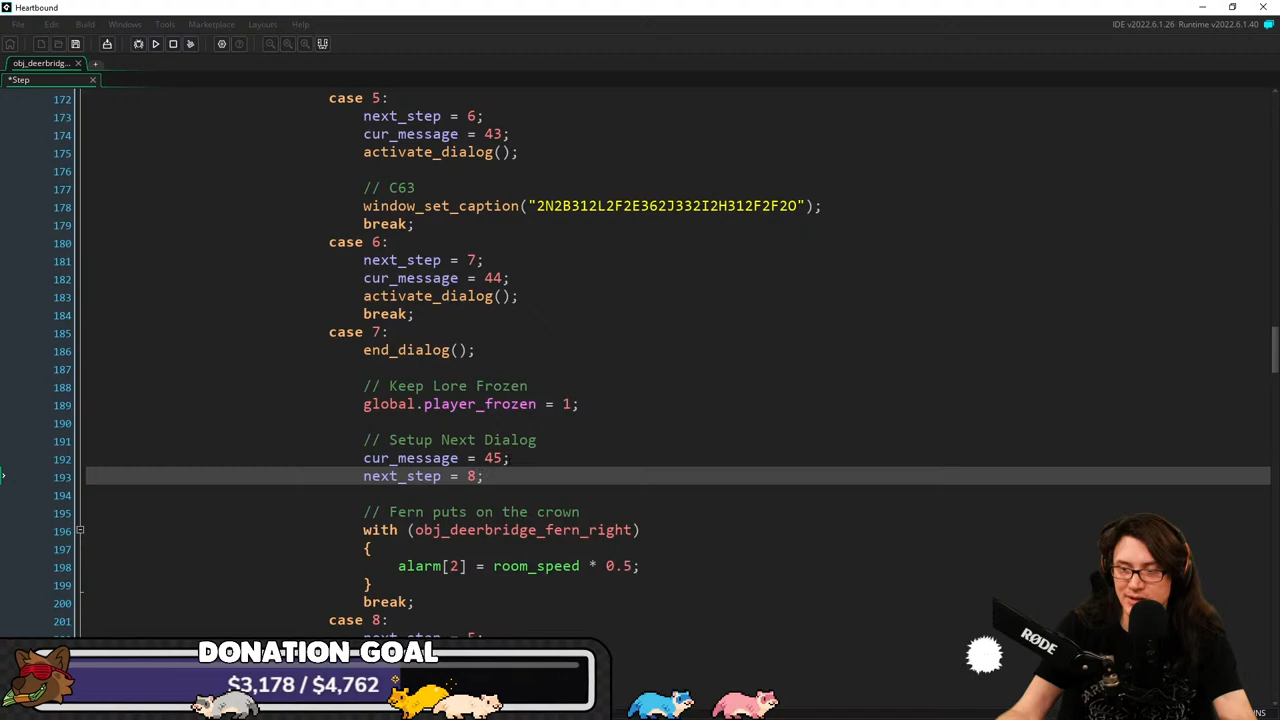 Heartbound
File Edit Build Windows Tools Marketplace Layouts Help
IDE v2022.6.1.26 Runtime v2022.6.1.40
obj_deerbridg...
*Step
172 case 5:
173 next_step = 6;
174 cur_message = 43;
175 activate_dialog();
176
177 // C63
178 window_set_caption("2N2B312L2F2E362J332I2H312F2F2O");
179 break;
180 case 6:
181 next_step = 7;
182 cur_message = 44;
183 activate_dialog();
184 break;
185 case 7:
186 end_dialog();
187
188 // Keep Lore Frozen
189 global.player_frozen = 1;
190
191 // Setup Next Dialog
192 cur_message = 45;
193 next_step = 8;
194
195 // Fern puts on the crown
196 with (obj_deerbridge_fern_right)
197 {
198 alarm[2] = room_speed * 0.5;
199 }
200 break;
201 case 8:
DONATION GOAL
$3,178 / $4,762
RØDE